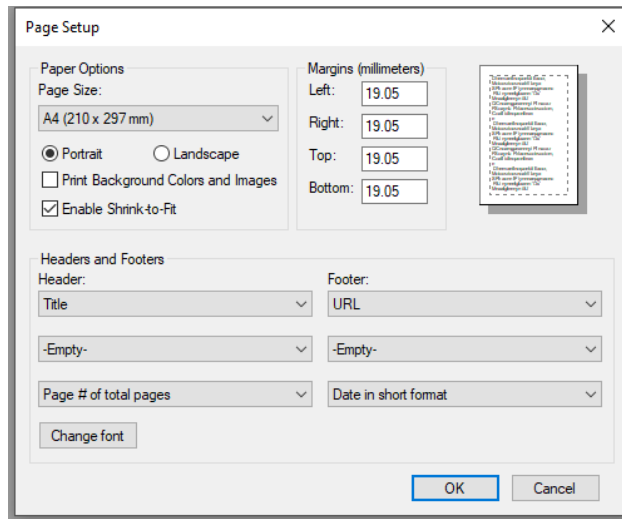 Page Setup
Paper Options
Page Size:
A4 (210 x 297 mm)
Portrait
Landscape
Print Background Colors and Images
Enable Shrink-to-Fit
Margins (millimeters)
Left: 19.05
Right: 19.05
Top: 19.05
Bottom: 19.05
Headers and Footers
Header:
Footer:
Title
URL
-Empty-
-Empty-
Page # of total pages
Date in short format
Change font
OK
Cancel